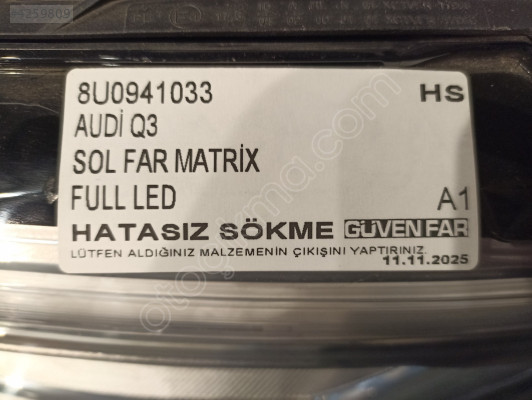 8U0941033 HS
AUDİ Q3
SOL FAR MATRİX
FULL LED A1
HATASIZ SÖKME GÜVEN FAR
LÜTFEN ALDIĞINIZ MALZEMENİN ÇIKIŞINI YAPTIRINIZ
11.11.2025